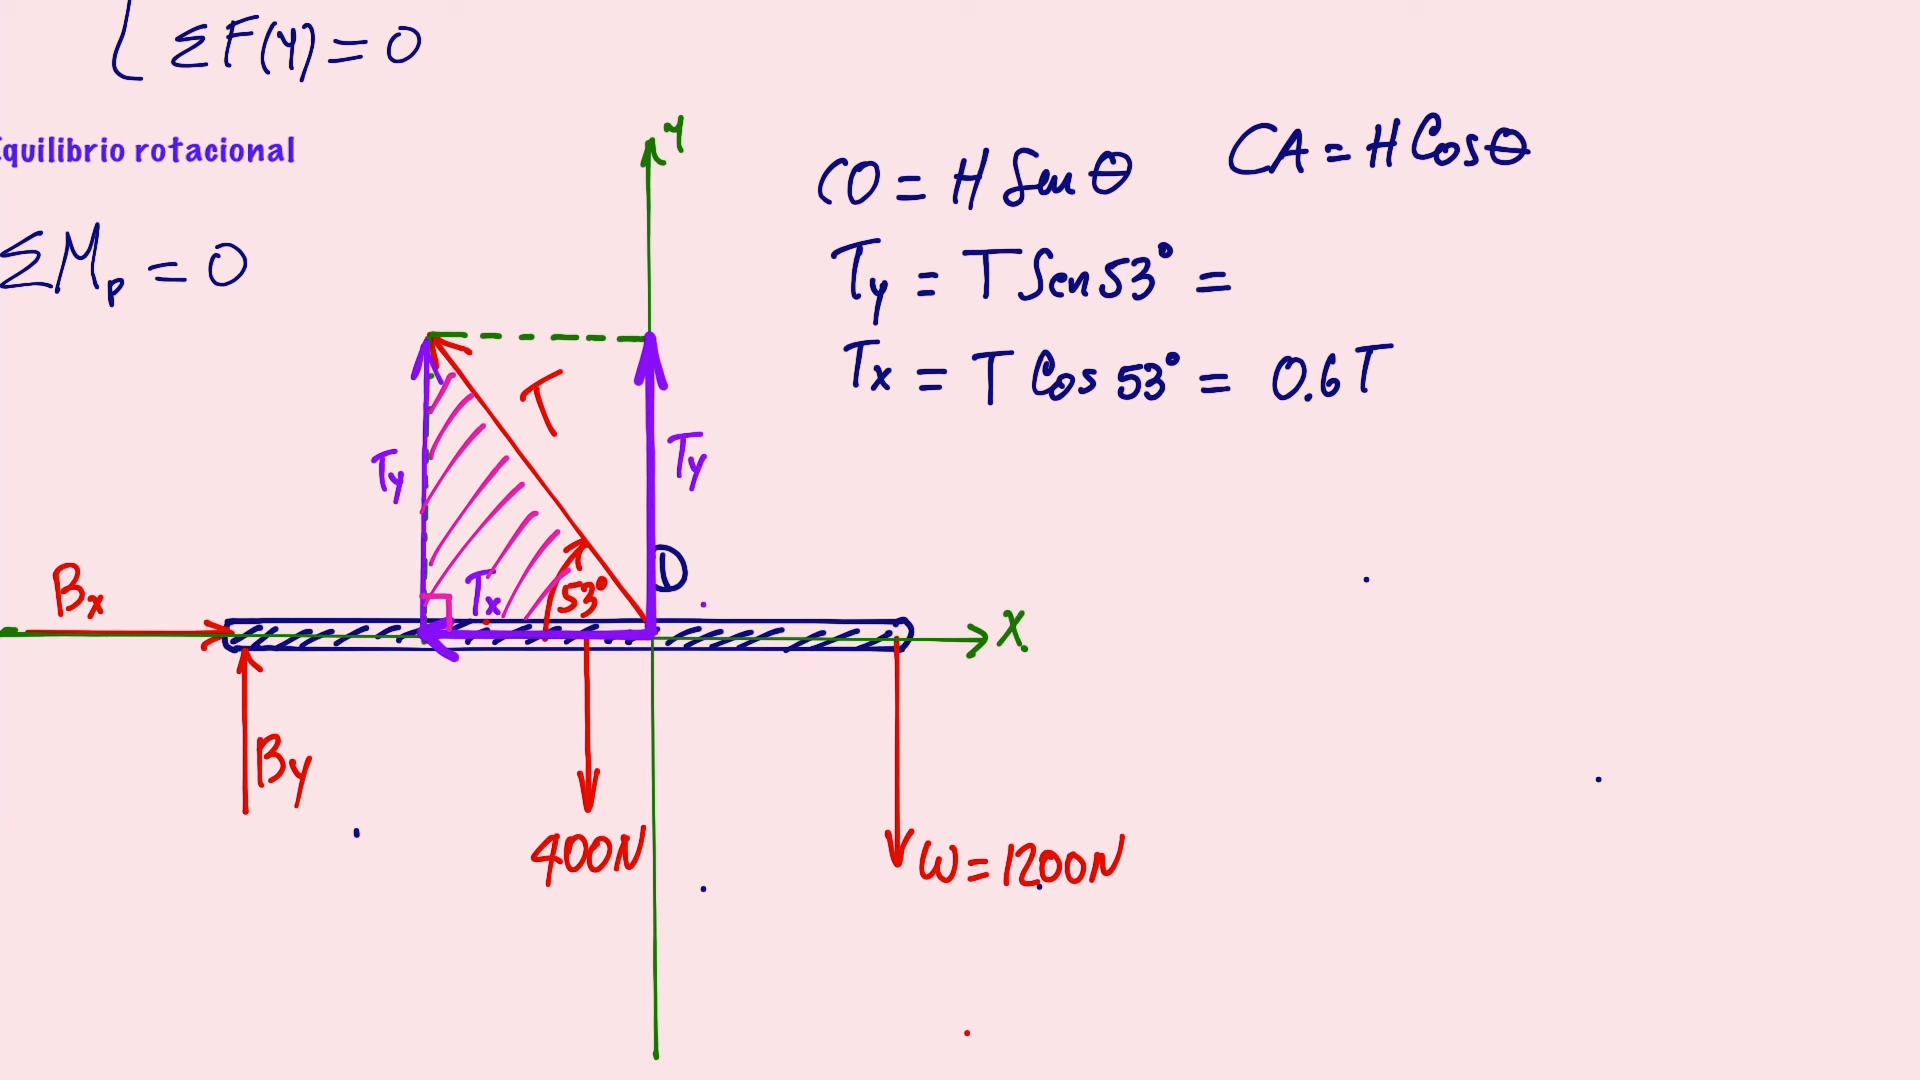 ΣF(Y) = 0
Equilibrio rotacional
ΣM_p = 0
Y
CO = H Sen θ
CA = H Cos θ
Ty = T Sen 53° =
Tx = T Cos 53° = 0.6 T
T
Ty
Ty
D
Bx
Tx
53°
X
By
400N
W = 1200N